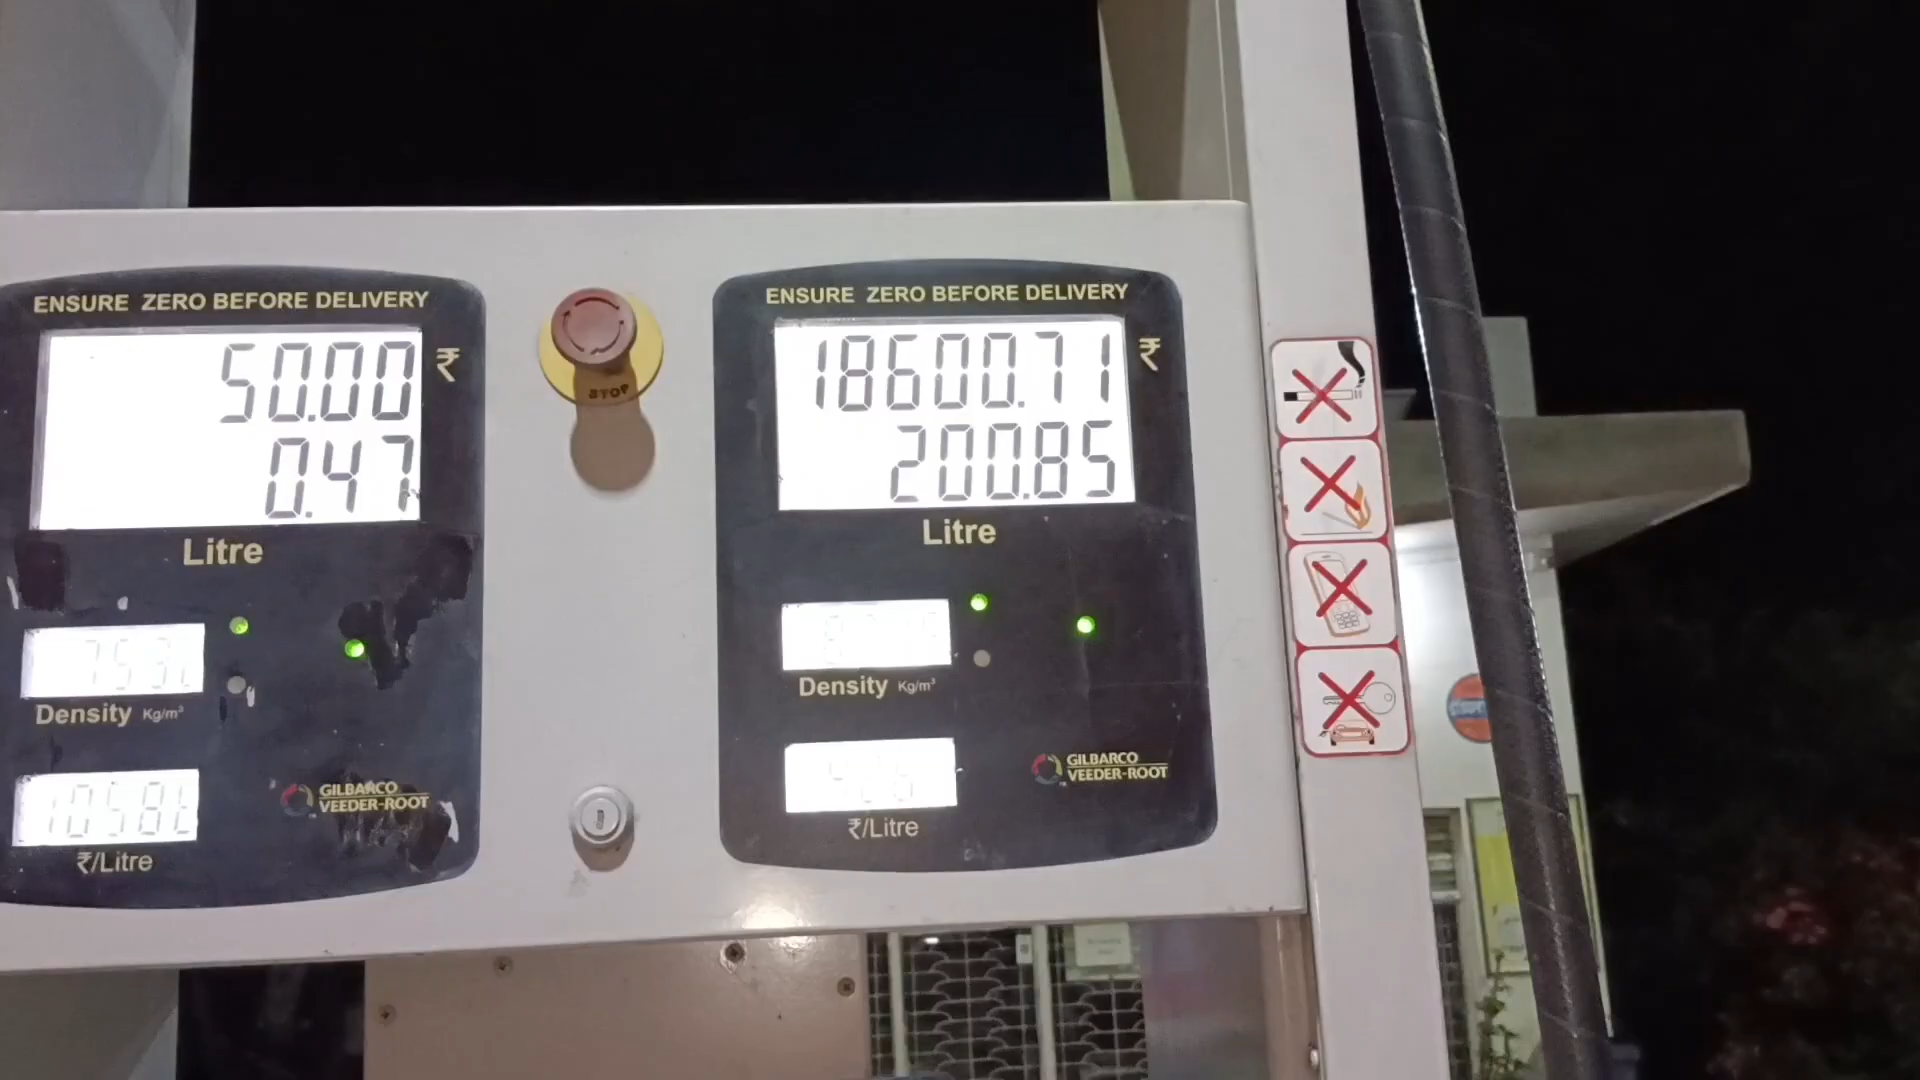 ENSURE ZERO BEFORE DELIVERY
50.00
₹
0.47
Litre
Density Kg/m³
₹/Litre
GILBARCO
VEEDER-ROOT
STOP
ENSURE ZERO BEFORE DELIVERY
18600.71
₹
200.85
Litre
Density Kg/m³
₹/Litre
GILBARCO
VEEDER-ROOT